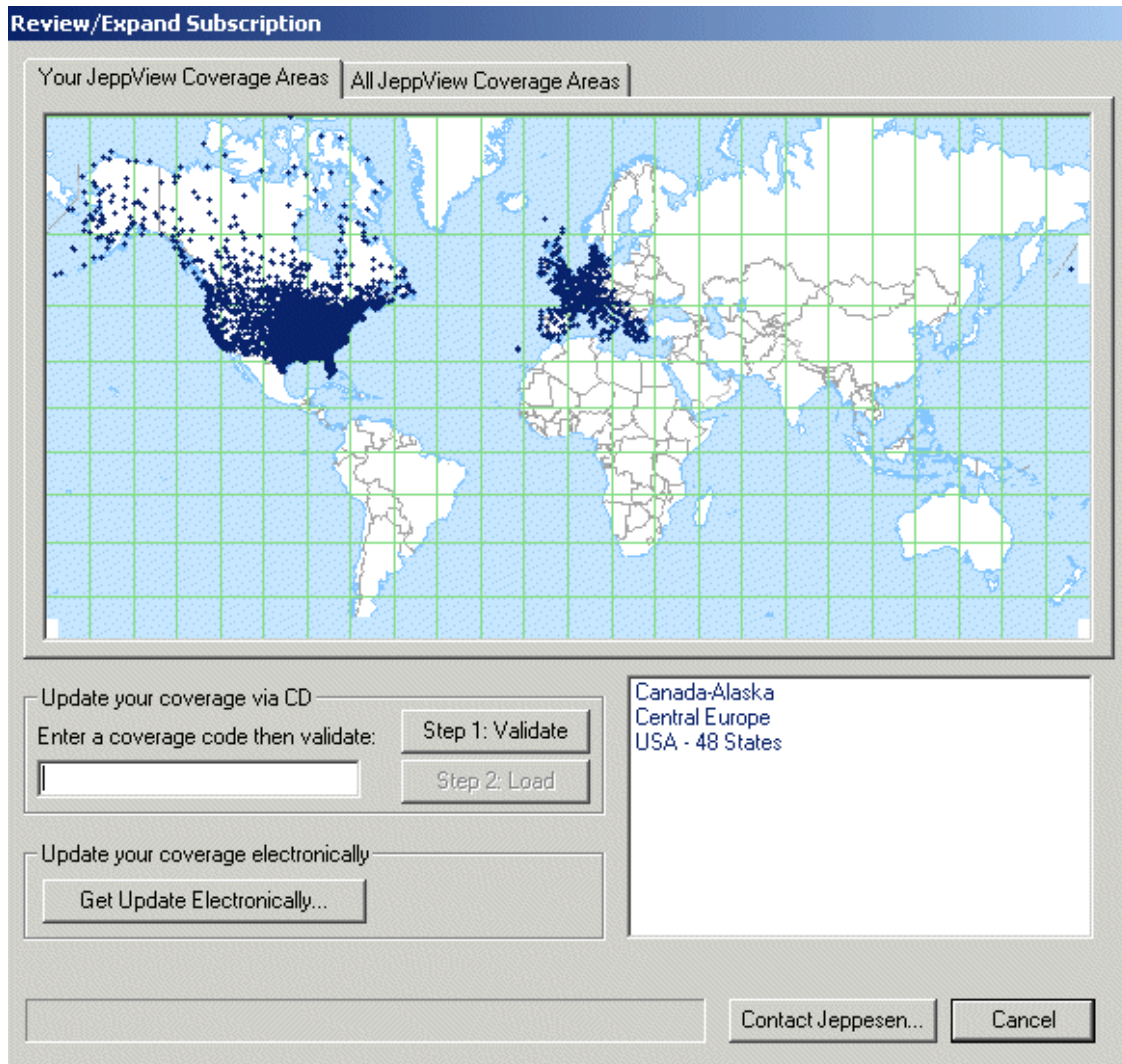 Review/Expand Subscription
Your JeppView Coverage Areas
All JeppView Coverage Areas
Update your coverage via CD
Enter a coverage code then validate:
Step 1: Validate
Step 2: Load
Canada-Alaska
Central Europe
USA - 48 States
Update your coverage electronically
Get Update Electronically...
Contact Jeppesen...
Cancel